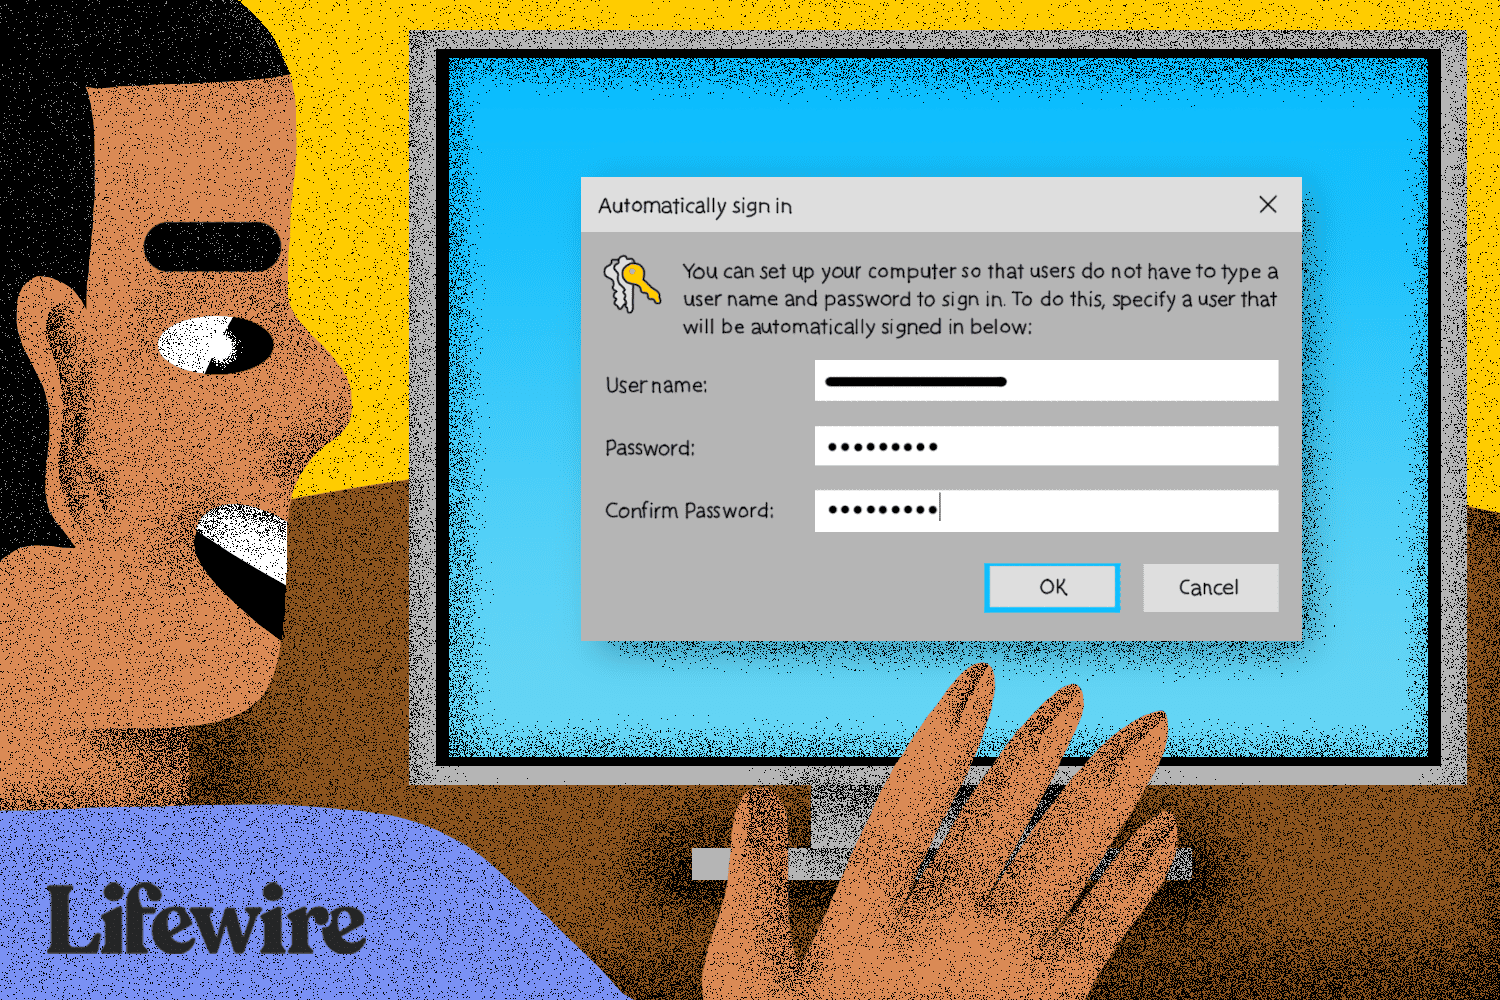 Automatically sign in
You can set up your computer so that users do not have to type a
user name and password to sign in. To do this, specify a user that
will be automatically signed in below:
User name:
Password:
Confirm Password:
OK
Cancel
Lifewire